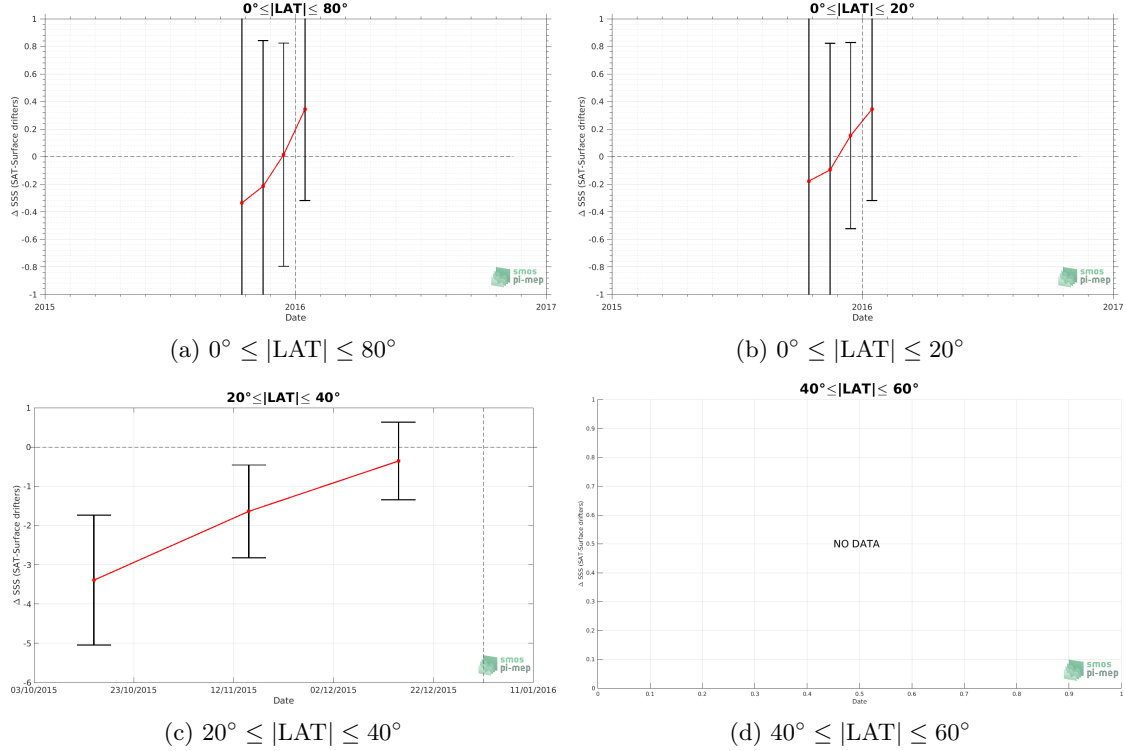 0°≤|LAT|≤ 80°
1
0.8
0.6
0.4
0.2
0
-0.2
-0.4
-0.6
-0.8
-1
Δ SSS (SAT-Surface drifters)
2015
2016
2017
Date
smos
pi-mep
(a) 0° ≤ |LAT| ≤ 80°
0°≤|LAT|≤ 20°
1
0.8
0.6
0.4
0.2
0
-0.2
-0.4
-0.6
-0.8
-1
Δ SSS (SAT-Surface drifters)
2015
2016
2017
Date
smos
pi-mep
(b) 0° ≤ |LAT| ≤ 20°
20°≤|LAT|≤ 40°
1
0
-1
-2
-3
-4
-5
-6
Δ SSS (SAT-Surface drifters)
03/10/2015
23/10/2015
12/11/2015
02/12/2015
22/12/2015
11/01/2016
Date
smos
pi-mep
(c) 20° ≤ |LAT| ≤ 40°
40°≤|LAT|≤ 60°
1
0.9
0.8
0.7
0.6
0.5
0.4
0.3
0.2
0.1
0
Δ SSS (SAT-Surface drifters)
NO DATA
0
0.1
0.2
0.3
0.4
0.5
0.6
0.7
0.8
0.9
1
Date
smos
pi-mep
(d) 40° ≤ |LAT| ≤ 60°